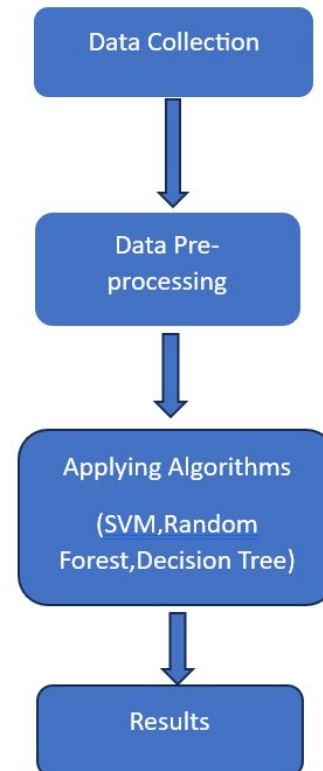 Data Collection
Data Pre-
processing
Applying Algorithms
(SVM,Random
Forest,Decision Tree)
Results